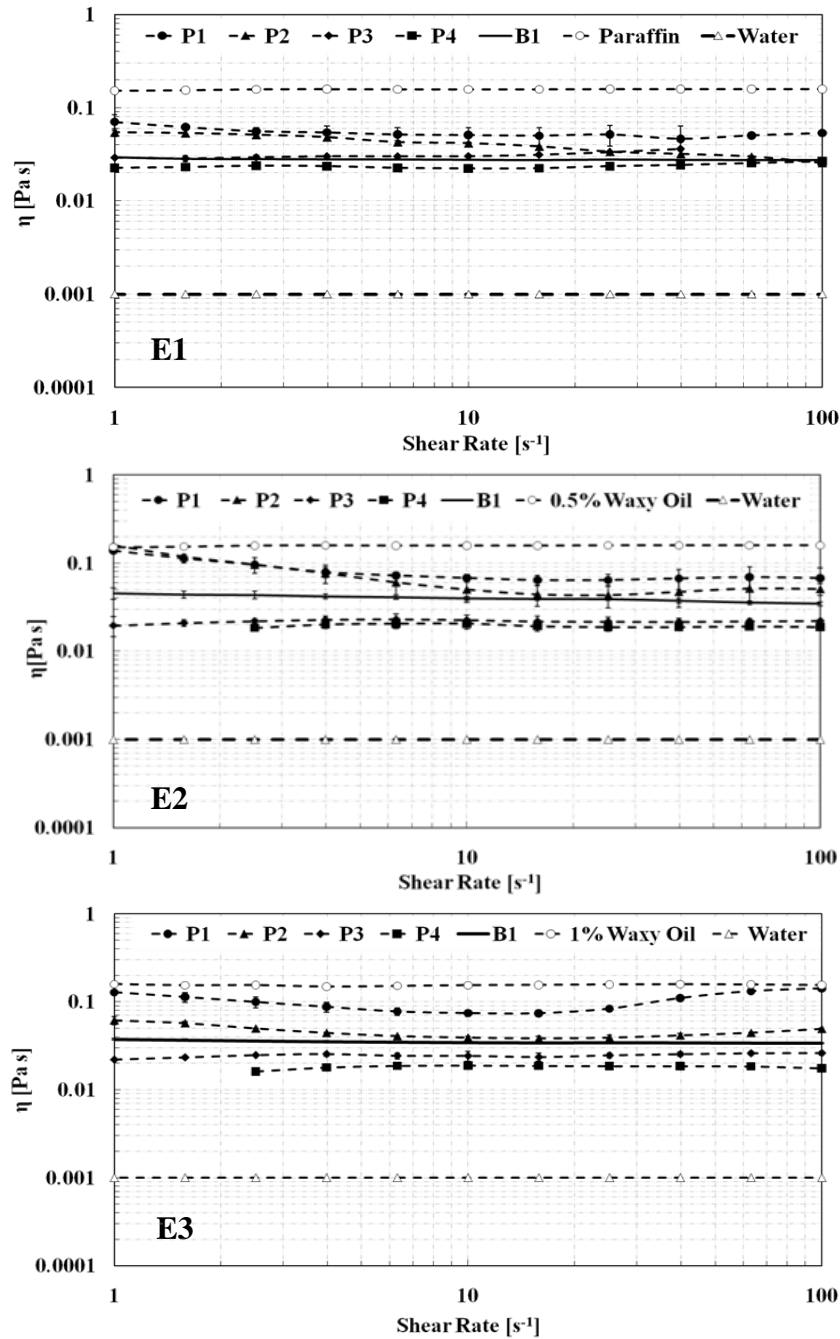 P1 P2 P3 P4 B1 Paraffin Water
1
0.1
0.01
0.001
0.0001
η [Pa s]
E1
1 10 100
Shear Rate [s⁻¹]
P1 P2 P3 P4 B1 0.5% Waxy Oil Water
1
0.1
0.01
0.001
0.0001
η[Pa s]
E2
1 10 100
Shear Rate [s⁻¹]
P1 P2 P3 P4 B1 1% Waxy Oil Water
1
0.1
0.01
0.001
0.0001
η [Pa s]
E3
1 10 100
Shear Rate [s⁻¹]